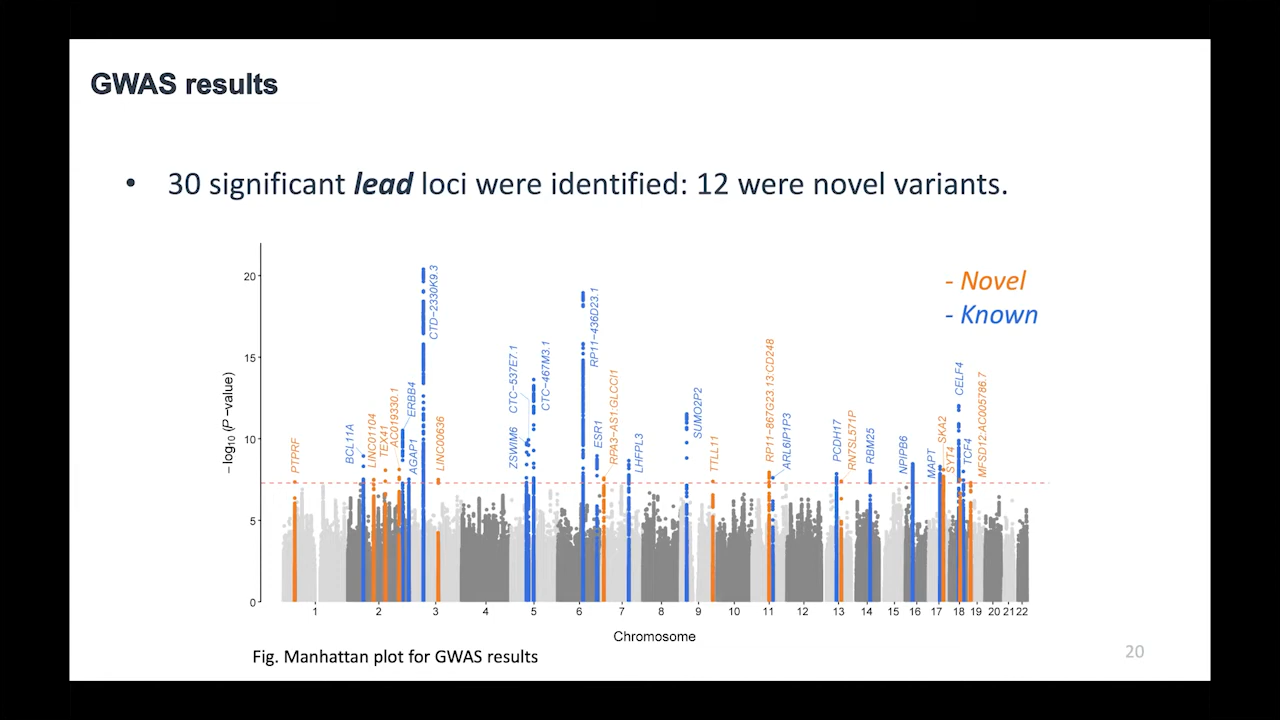 GWAS results
• 30 significant lead loci were identified: 12 were novel variants.
- Novel
- Known
−log10 (P −value)
20
15
10
5
0
PTPRF
BCL11A
LINC01104
TEX41
AC019330.1
ERBB4
AGAP1
CTD−2330K9.3
LINC00636
ZSWIM6
CTC−537E7.1
CTC−467M3.1
RP11−436D23.1
ESR1
RPA3−AS1:GLCCI1
LHFPL3
SUMO2P2
TTLL11
RP11−867G23.13:CD248
ARL6IP1P3
PCDH17
RN7SL571P
RBM25
NPIPB6
MAPT
SKA2
SYT4
CELF4
TCF4
MFSD12:AC005786.7
1 2 3 4 5 6 7 8 9 10 11 12 13 14 15 16 17 18 19 20 21 22
Chromosome
Fig. Manhattan plot for GWAS results
20